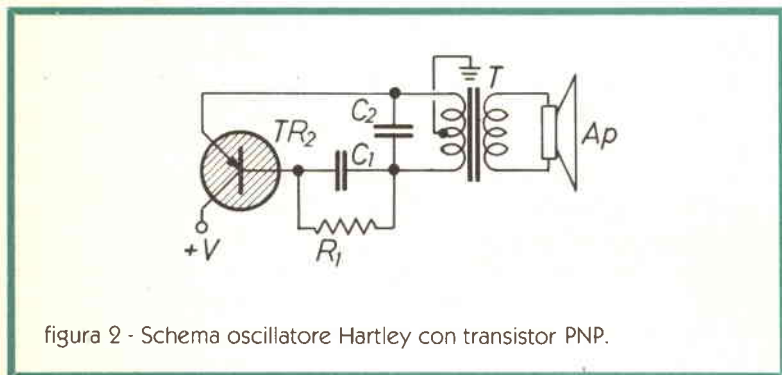 T
C₂
TR₂
C₁
Ap
+V
R₁
figura 2 - Schema oscillatore Hartley con transistor PNP.